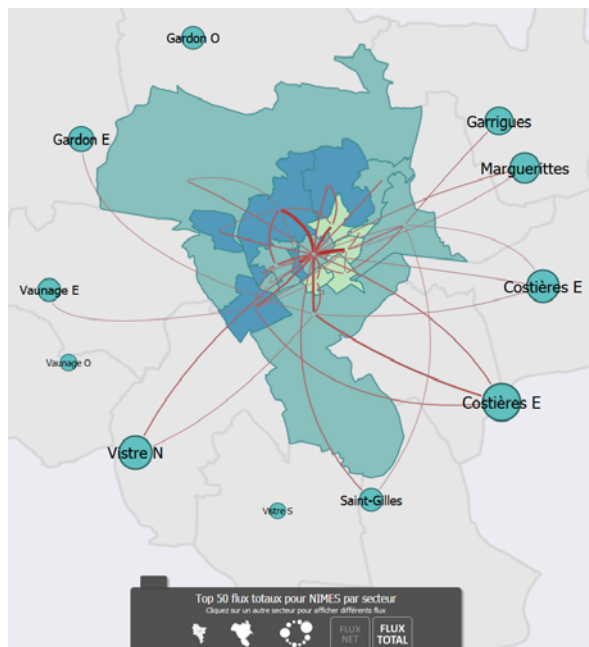 Gardon O
Garrigues
Gardon E
Marguerittes
Costières E
Vaunage E
Vaunage O
Costières E
Vistre N
Saint-Gilles
Vistre S
Top 50 flux totaux pour NIMES par secteur
Cliquez sur un autre secteur pour afficher différents flux
FLUX
NET
FLUX
TOTAL